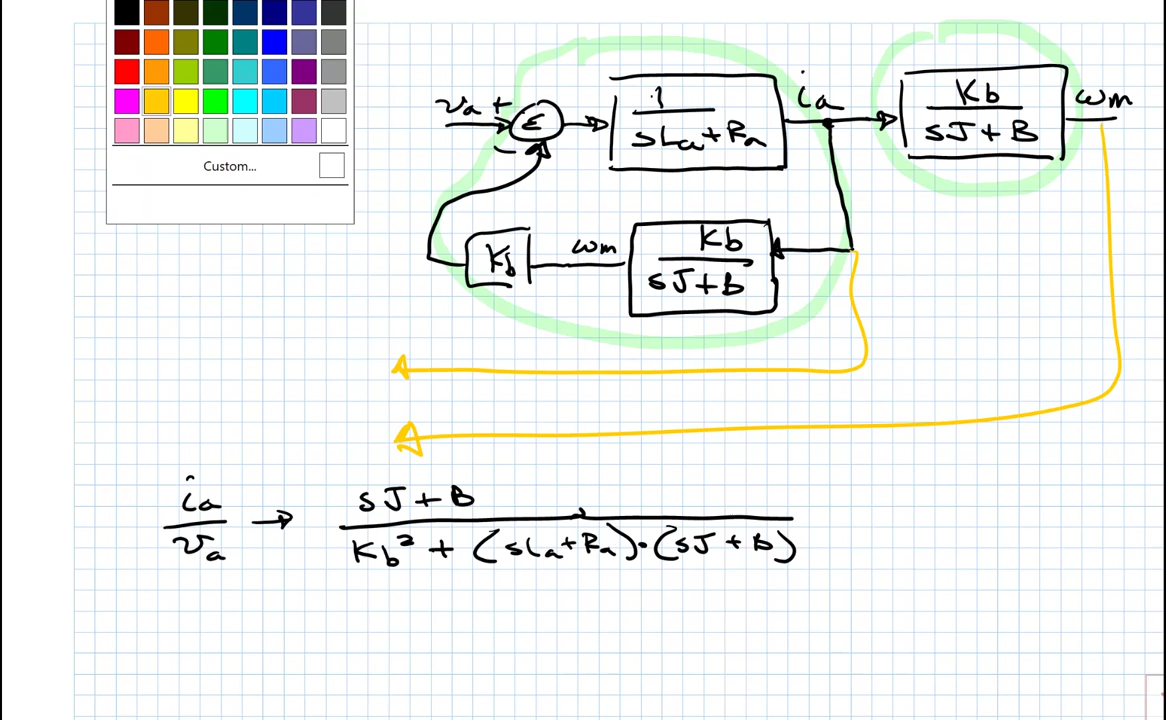 Custom...
va + − Σ
1
sLa + Ra
ia
Kb
sJ + B
ωm
Kb
ωm
Kb
sJ + B
ia
va
→
sJ + B
Kb² + (sLa + Ra) · (sJ + B)